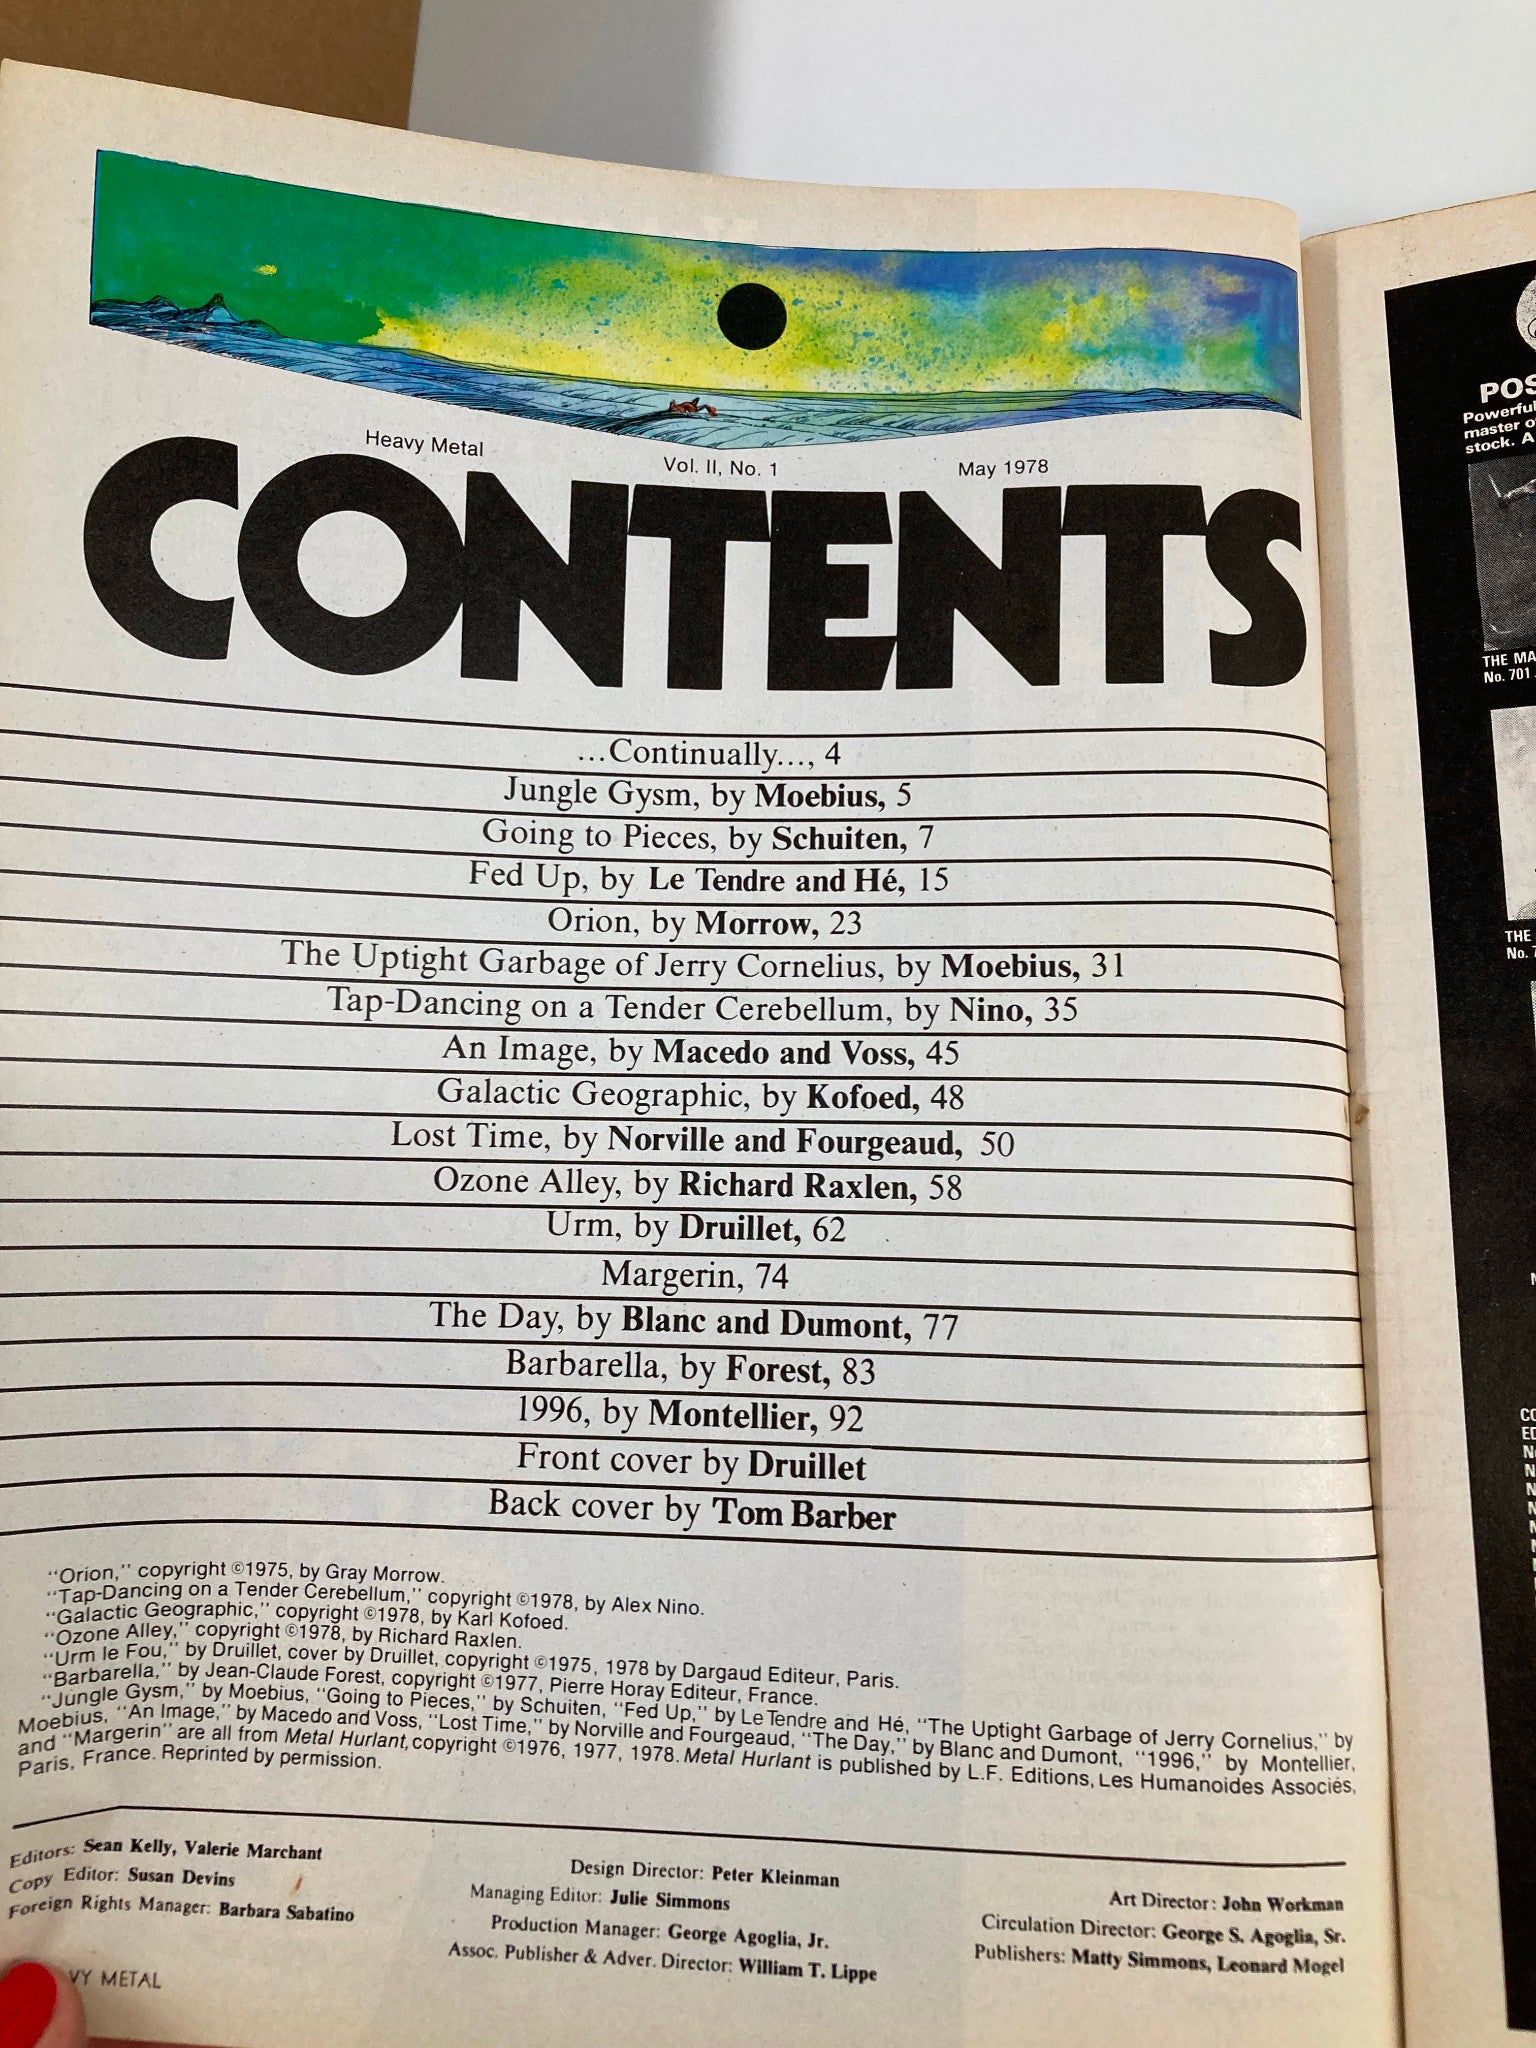 Heavy Metal Vol. II, No. 1 May 1978
CONTENTS
...Continually..., 4
Jungle Gysm, by Moebius, 5
Going to Pieces, by Schuiten, 7
Fed Up, by Le Tendre and Hé, 15
Orion, by Morrow, 23
The Uptight Garbage of Jerry Cornelius, by Moebius, 31
Tap-Dancing on a Tender Cerebellum, by Nino, 35
An Image, by Macedo and Voss, 45
Galactic Geographic, by Kofoed, 48
Lost Time, by Norville and Fourgeaud, 50
Ozone Alley, by Richard Raxlen, 58
Urm, by Druillet, 62
Margerin, 74
The Day, by Blanc and Dumont, 77
Barbarella, by Forest, 83
1996, by Montellier, 92
Front cover by Druillet
Back cover by Tom Barber
"Orion," copyright ©1975, by Gray Morrow.
"Tap-Dancing on a Tender Cerebellum," copyright ©1978, by Alex Nino.
"Galactic Geographic," copyright ©1978, by Karl Kofoed.
"Ozone Alley," copyright ©1978, by Richard Raxlen.
"Urm le Fou," by Druillet, cover by Druillet, copyright ©1975, 1978 by Dargaud Editeur, Paris.
"Barbarella," by Jean-Claude Forest, copyright ©1977, Pierre Horay Editeur, France.
"Jungle Gysm," by Moebius, "Going to Pieces," by Schuiten, "Fed Up," by Le Tendre and Hé, "The Uptight Garbage of Jerry Cornelius," by
Moebius, "An Image," by Macedo and Voss, "Lost Time," by Norville and Fourgeaud, "The Day," by Blanc and Dumont, "1996," by Montellier,
and "Margerin" are all from Metal Hurlant, copyright ©1976, 1977, 1978. Metal Hurlant is published by L.F. Editions, Les Humanoides Associés,
Paris, France. Reprinted by permission.
Editors: Sean Kelly, Valerie Marchant
Copy Editor: Susan Devins
Foreign Rights Manager: Barbara Sabatino
Design Director: Peter Kleinman
Managing Editor: Julie Simmons
Production Manager: George Agoglia, Jr.
Assoc. Publisher & Adver. Director: William T. Lippe
Art Director: John Workman
Circulation Director: George S. Agoglia, Sr.
Publishers: Matty Simmons, Leonard Mogel
VY METAL
POS
Powerful
master o
stock. A
THE MA
No. 701
THE
No. 7